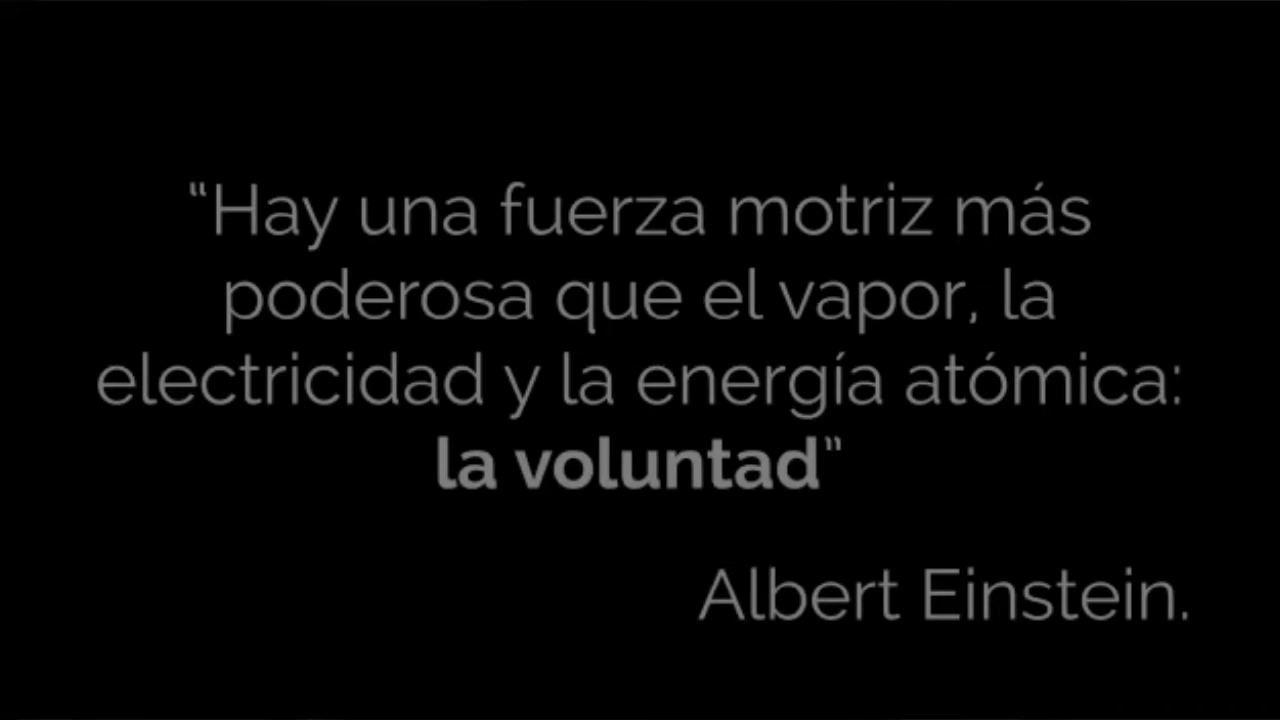 “Hay una fuerza motriz más
poderosa que el vapor, la
electricidad y la energía atómica:
la voluntad”
Albert Einstein.